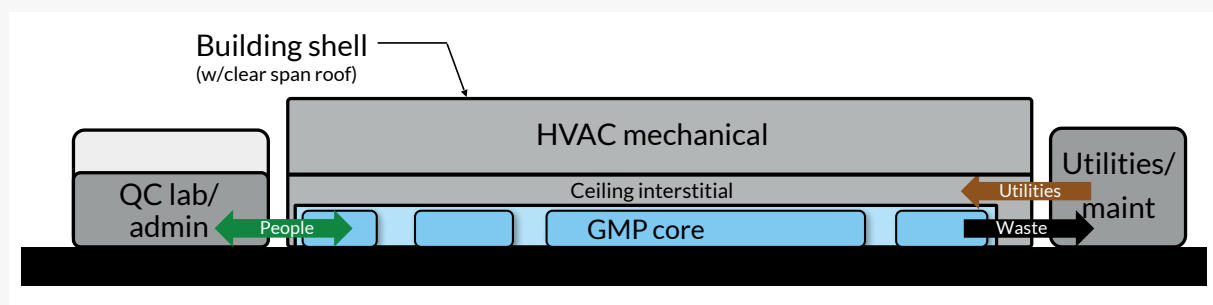 Building shell
(w/clear span roof)
HVAC mechanical
Ceiling interstitial
QC lab/
admin
People
GMP core
Utilities/
maint
Utilities
Waste